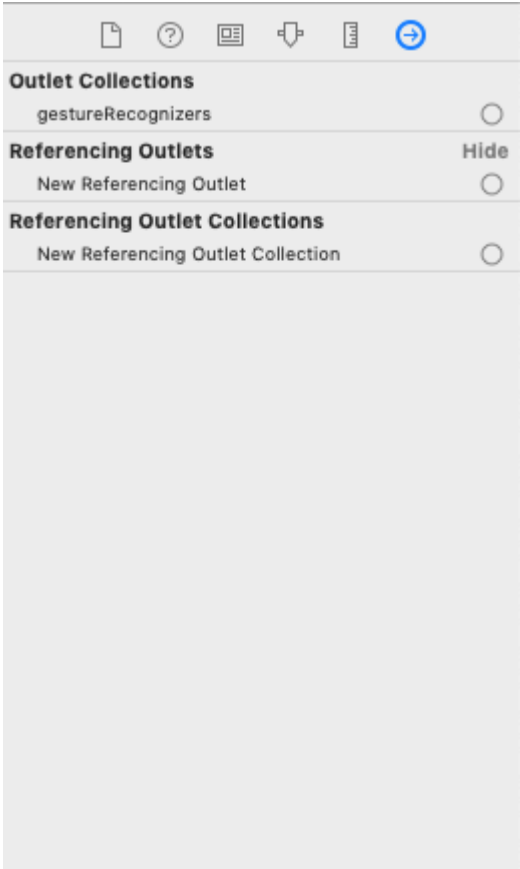 Outlet Collections
gestureRecognizers
Referencing Outlets Hide
New Referencing Outlet
Referencing Outlet Collections
New Referencing Outlet Collection